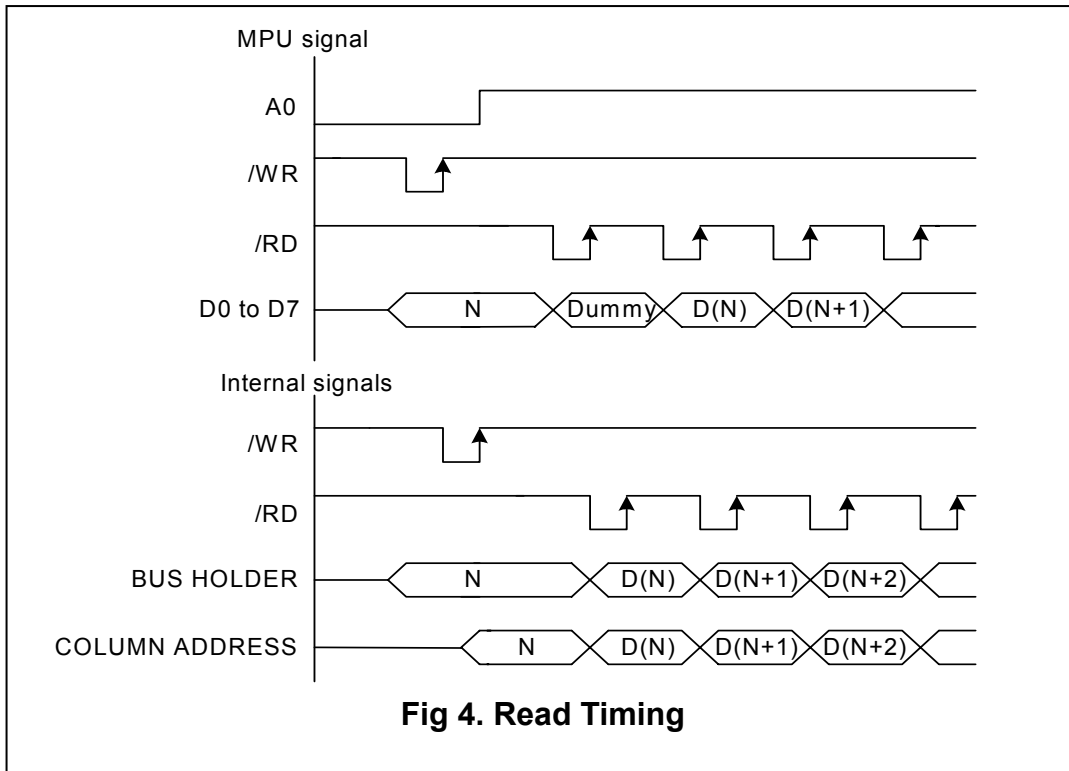 MPU signal
A0
/WR
/RD
D0 to D7
N
Dummy
D(N)
D(N+1)
Internal signals
/WR
/RD
BUS HOLDER
N
D(N)
D(N+1)
D(N+2)
COLUMN ADDRESS
N
D(N)
D(N+1)
D(N+2)
Fig 4. Read Timing